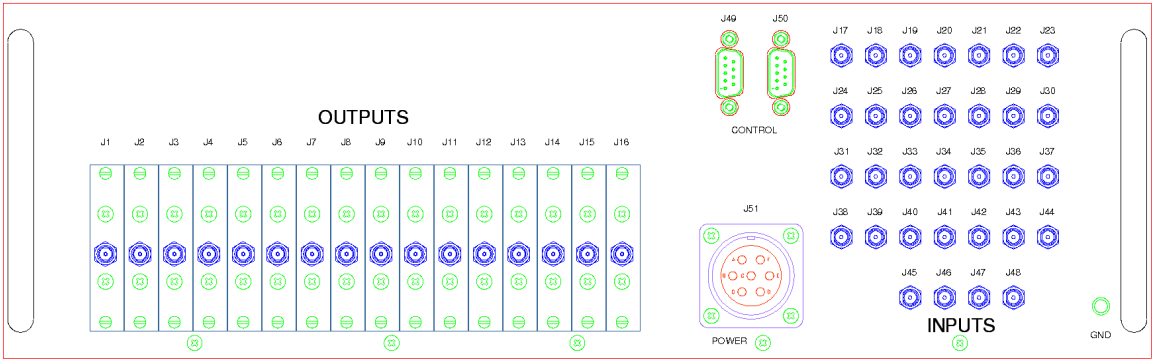 J49 J50
J17 J18 J19 J20 J21 J22 J23
J24 J25 J26 J27 J28 J29 J30
OUTPUTS
CONTROL
J1 J2 J3 J4 J5 J6 J7 J8 J9 J10 J11 J12 J13 J14 J15 J16
J31 J32 J33 J34 J35 J36 J37
J51
J38 J39 J40 J41 J42 J43 J44
J45 J46 J47 J48
INPUTS
POWER
GND